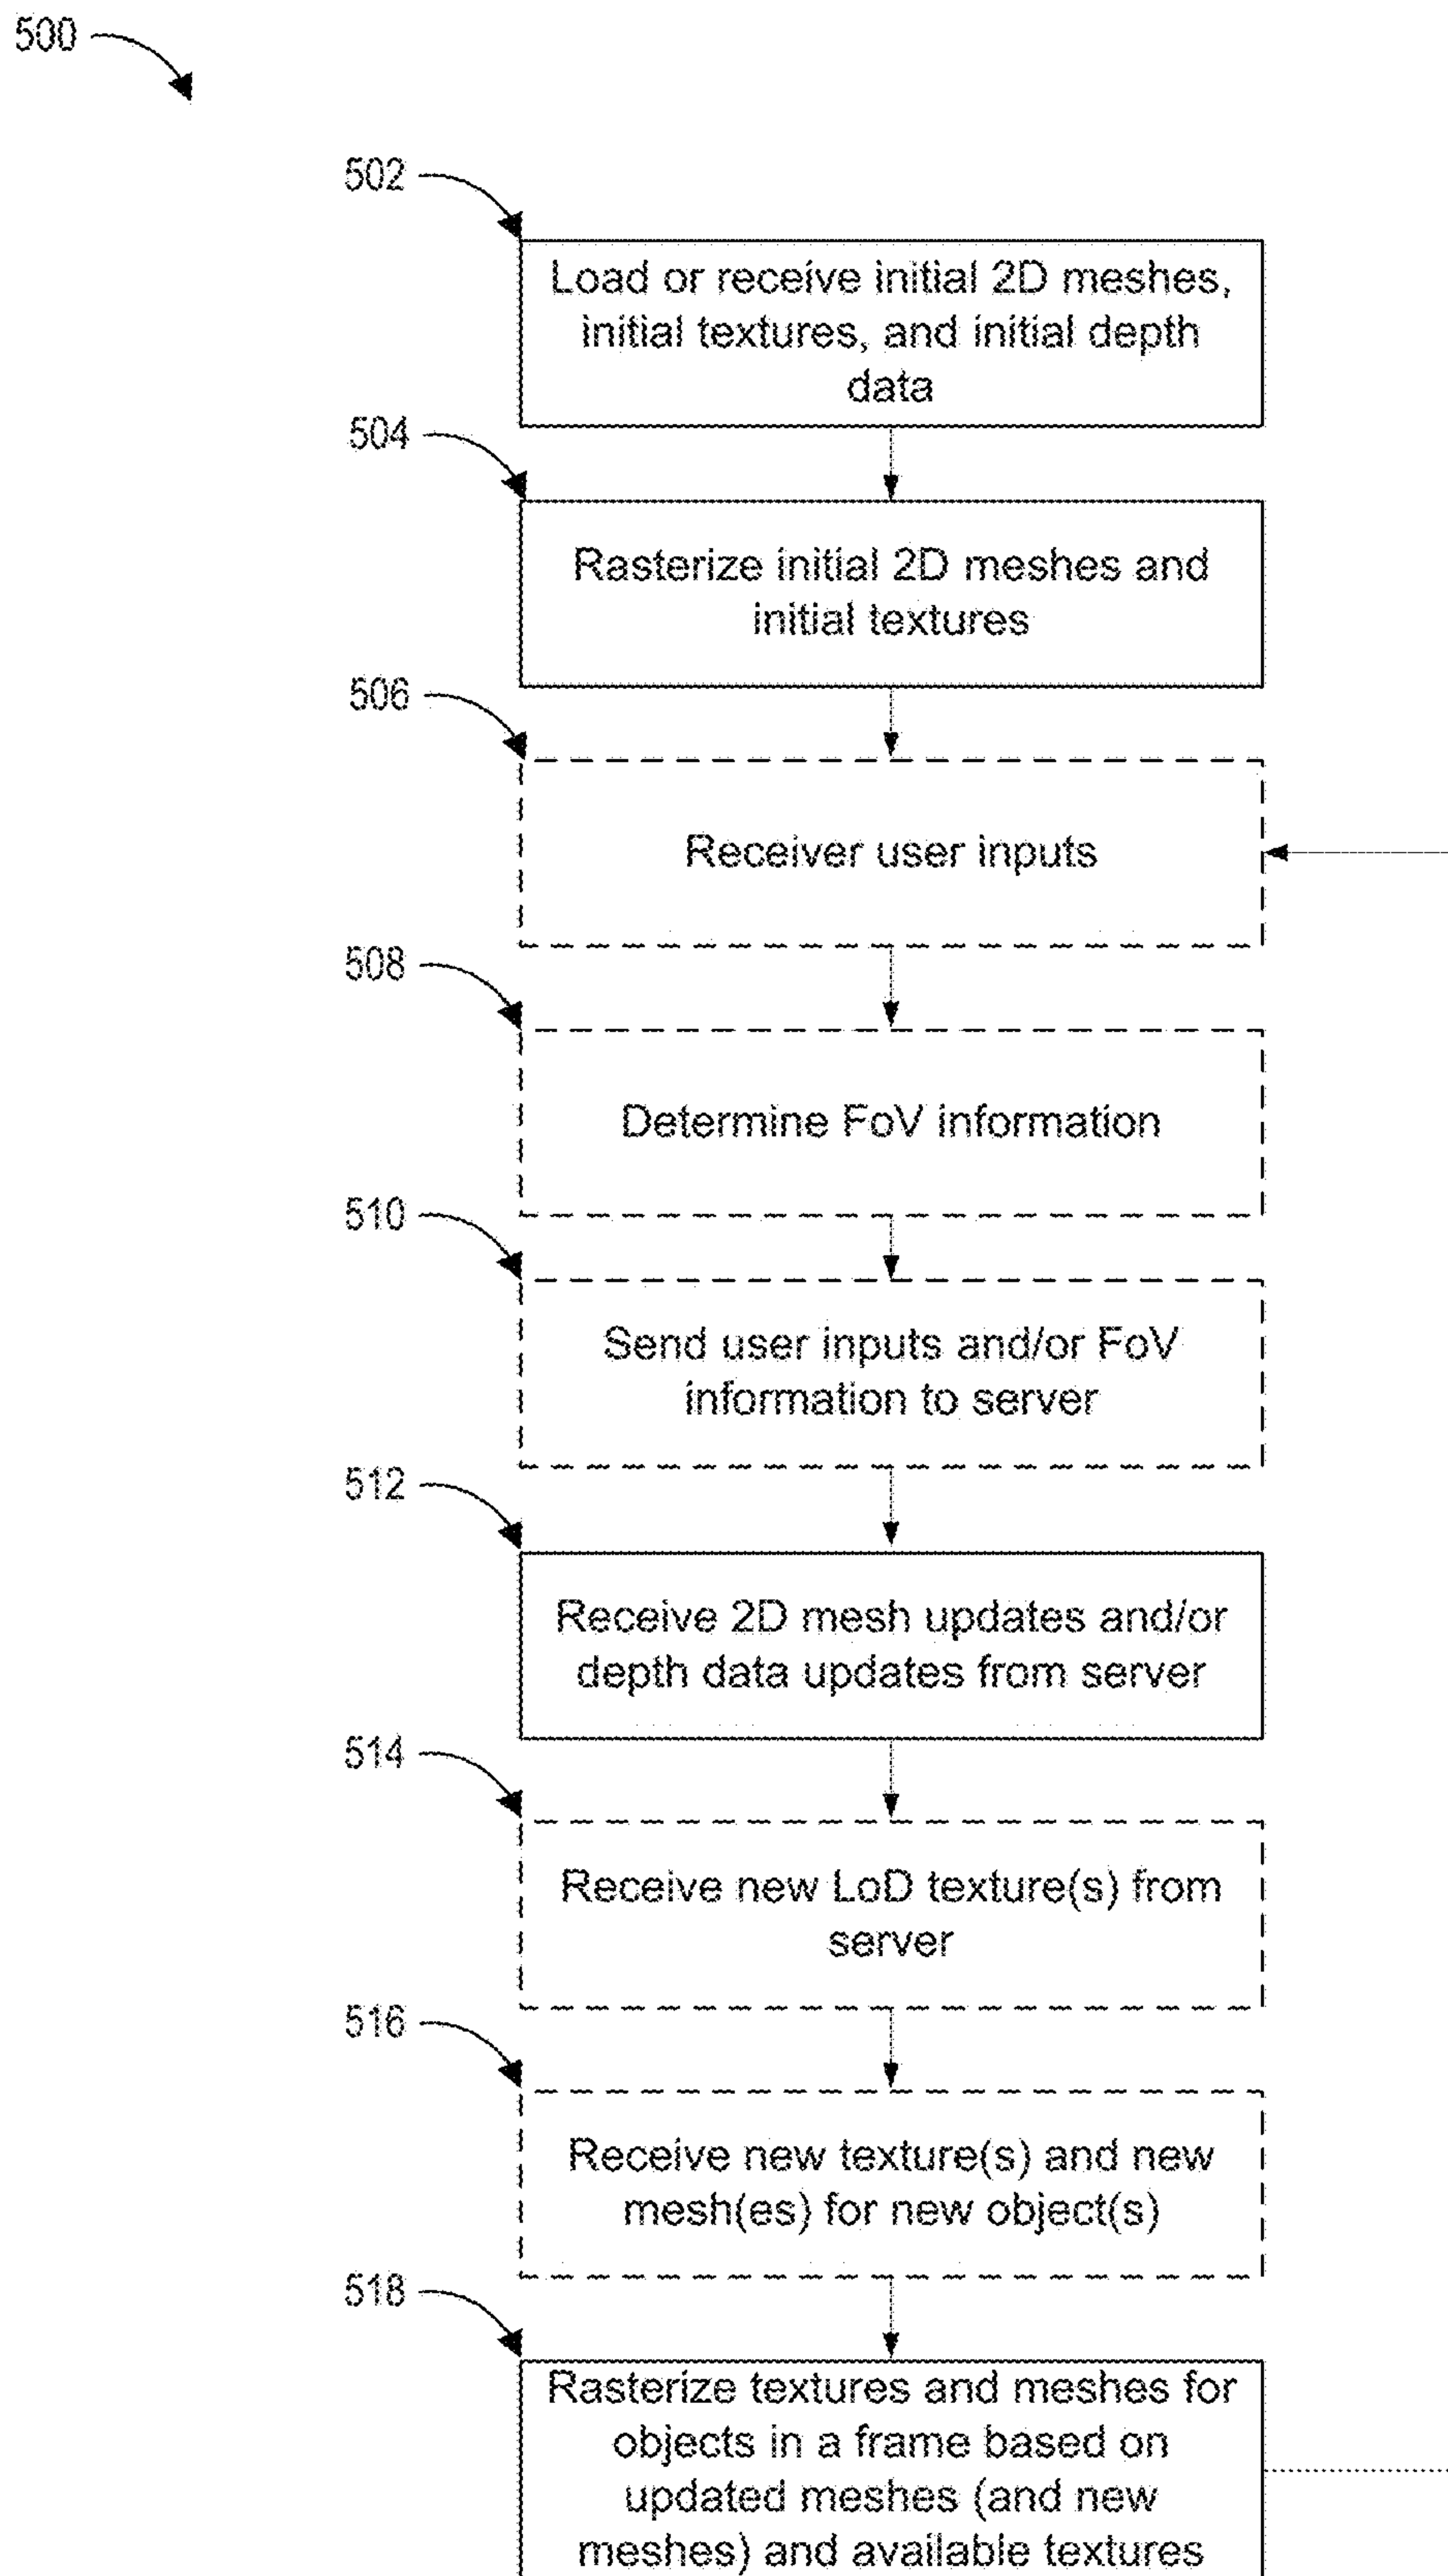 500
502
Load or receive initial 2D meshes,
initial textures, and initial depth
data
504
Rasterize initial 2D meshes and
initial textures
506
Receiver user inputs
508
Determine FoV information
510
Send user inputs and/or FoV
information to server
512
Receive 2D mesh updates and/or
depth data updates from server
514
Receive new LoD texture(s) from
server
516
Receive new texture(s) and new
mesh(es) for new object(s)
518
Rasterize textures and meshes for
objects in a frame based on
updated meshes (and new
meshes) and available textures